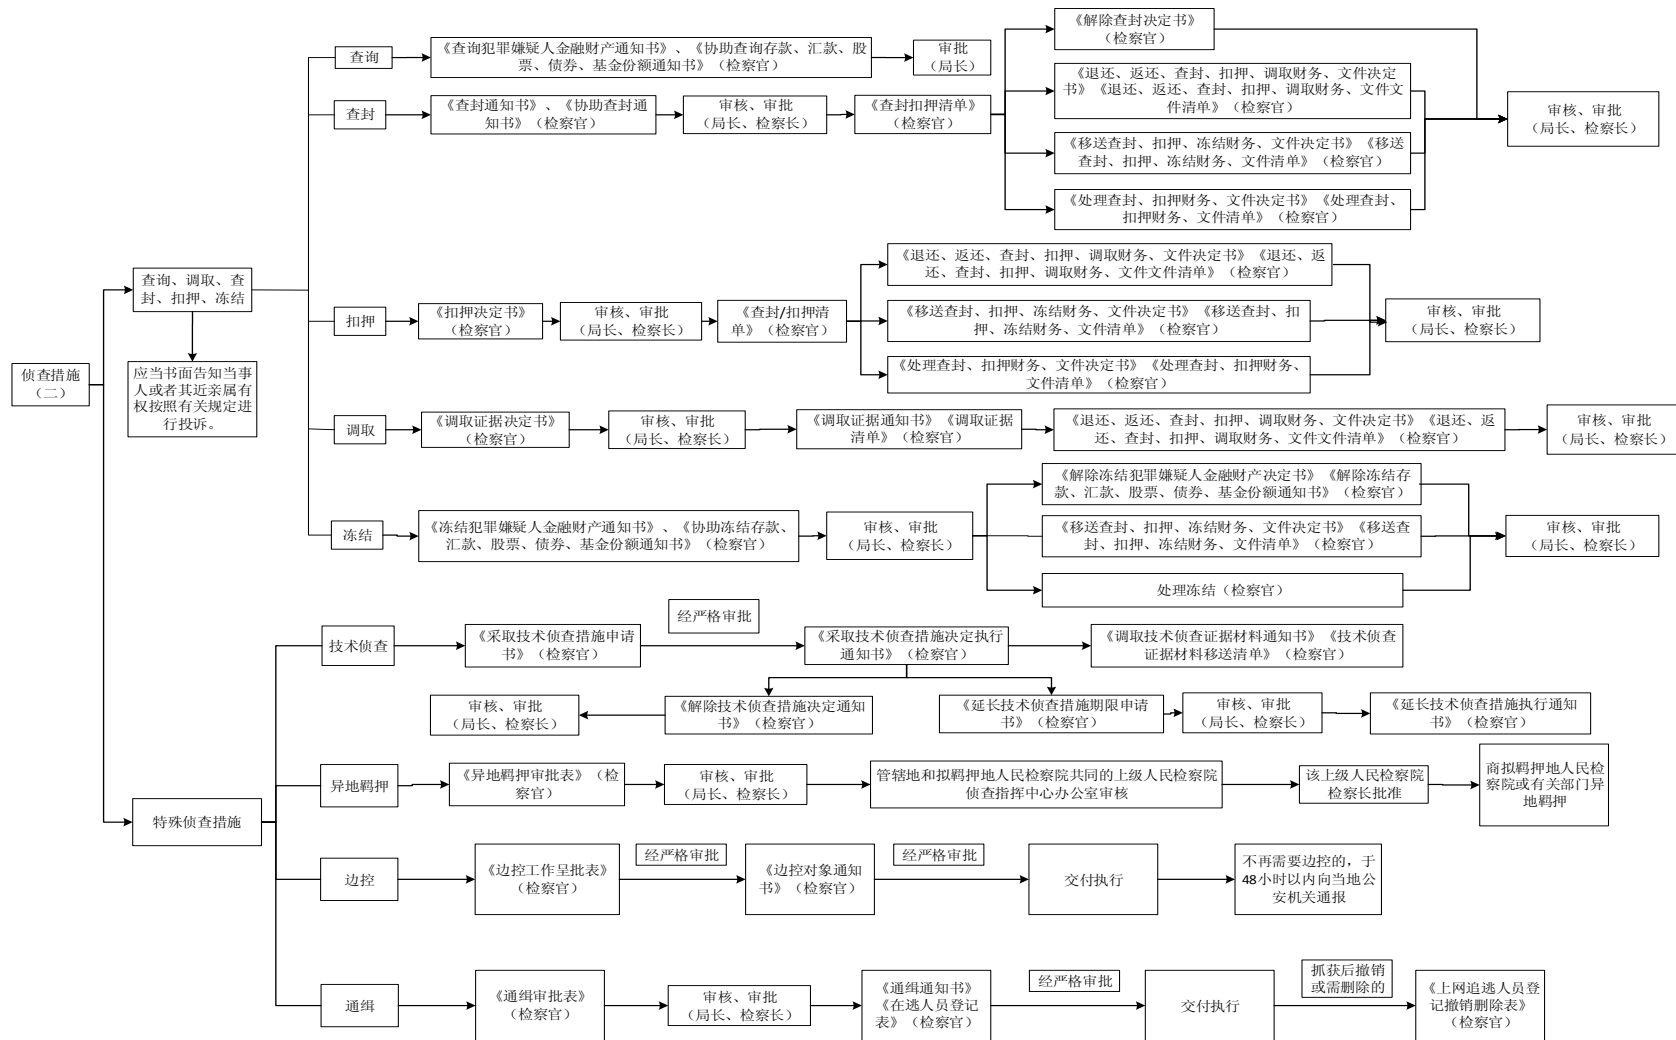 侦查措施
（二）
查询、调取、查
封、扣押、冻结
应当书面告知当事
人或者其近亲属有
权按照有关规定进
行投诉。
查询
《查询犯罪嫌疑人金融财产通知书》、《协助查询存款、汇款、股
票、债券、基金份额通知书》（检察官）
审批
（局长）
查封
《查封通知书》、《协助查封通
知书》（检察官）
审核、审批
（局长、检察长）
《查封扣押清单》
（检察官）
《解除查封决定书》
（检察官）
《退还、返还、查封、扣押、调取财务、文件决定
书》《退还、返还、查封、扣押、调取财务、文件文
件清单》（检察官）
《移送查封、扣押、冻结财务、文件决定书》《移送
查封、扣押、冻结财务、文件清单》（检察官）
《处理查封、扣押财务、文件决定书》《处理查封、
扣押财务、文件清单》（检察官）
审核、审批
（局长、检察长）
扣押
《扣押决定书》
（检察官）
审核、审批
（局长、检察长）
《查封/扣押清
单》（检察官）
《退还、返还、查封、扣押、调取财务、文件决定书》《退还、返
还、查封、扣押、调取财务、文件文件清单》（检察官）
《移送查封、扣押、冻结财务、文件决定书》《移送查封、扣
押、冻结财务、文件清单》（检察官）
《处理查封、扣押财务、文件决定书》《处理查封、扣押财务、
文件清单》（检察官）
审核、审批
（局长、检察长）
调取
《调取证据决定书》
（检察官）
审核、审批
（局长、检察长）
《调取证据通知书》《调取证据
清单》（检察官）
《退还、返还、查封、扣押、调取财务、文件决定书》《退还、返
还、查封、扣押、调取财务、文件文件清单》（检察官）
审核、审批
（局长、检察长）
冻结
《冻结犯罪嫌疑人金融财产通知书》、《协助冻结存款、
汇款、股票、债券、基金份额通知书》（检察官）
审核、审批
（局长、检察长）
《解除冻结犯罪嫌疑人金融财产决定书》《解除冻结存
款、汇款、股票、债券、基金份额通知书》（检察官）
《移送查封、扣押、冻结财务、文件决定书》《移送查
封、扣押、冻结财务、文件清单》（检察官）
处理冻结（检察官）
审核、审批
（局长、检察长）
特殊侦查措施
技术侦查
《采取技术侦查措施申请
书》（检察官）
经严格审批
《采取技术侦查措施决定执行
通知书》（检察官）
《调取技术侦查证据材料通知书》《技术侦查
证据材料移送清单》（检察官）
审核、审批
（局长、检察长）
《解除技术侦查措施决定通知
书》（检察官）
《延长技术侦查措施期限申请
书》（检察官）
审核、审批
（局长、检察长）
《延长技术侦查措施执行通知
书》（检察官）
异地羁押
《异地羁押审批表》（检
察官）
审核、审批
（局长、检察长）
管辖地和拟羁押地人民检察院共同的上级人民检察院
侦查指挥中心办公室审核
该上级人民检察院
检察长批准
商拟羁押地人民检
察院或有关部门异
地羁押
边控
《边控工作呈批表》
（检察官）
经严格审批
《边控对象通知
书》（检察官）
经严格审批
交付执行
不再需要边控的，于
48小时以内向当地公
安机关通报
通缉
《通缉审批表》
（检察官）
审核、审批
（局长、检察长）
《通缉通知书》
《在逃人员登记
表》（检察官）
经严格审批
交付执行
抓获后撤销
或需删除的
《上网追逃人员登
记撤销删除表》
（检察官）